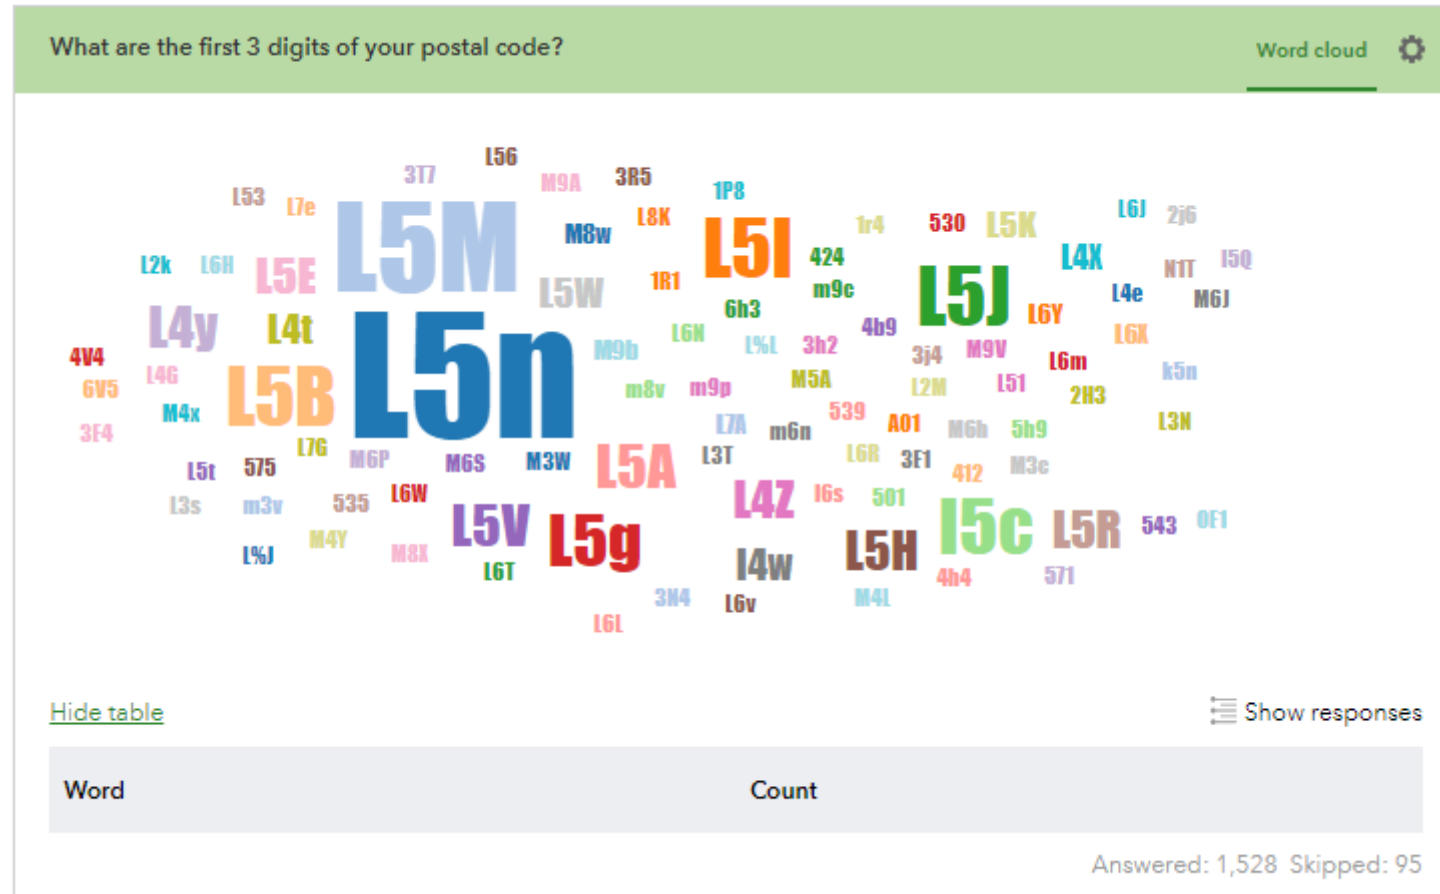 What are the first 3 digits of your postal code?
Word cloud
L56
3T7
M9A
3R5
1P8
L53
L7e
L5M
M8w
L8K
L5I
1r4
530
L5K
L6J
2j6
L2k
L6H
L5E
L5W
1R1
424
m9c
L5J
L4X
N1T
I5Q
L4e
M6J
L4y
L4t
L5n
6h3
4b9
L6Y
L6X
4V4
M9b
L6N
L%L
3h2
3j4
M9V
L6m
k5n
6V5
L4G
L5B
m8v
m9p
M5A
L2M
L51
2H3
M4x
539
A01
L3N
3F4
L7A
m6n
M6h
5h9
L7G
M6P
M6S
M3W
L5A
L3T
L6R
3F1
412
M3c
L5t
575
L3s
m3v
535
L6W
L5V
L5g
L4Z
I6s
501
I5c
L5R
543
0F1
M4Y
L%J
M8X
L6T
I4w
L5H
4h4
571
3N4
L6v
M4L
L6L
Hide table
Show responses
Word Count
Answered: 1,528 Skipped: 95